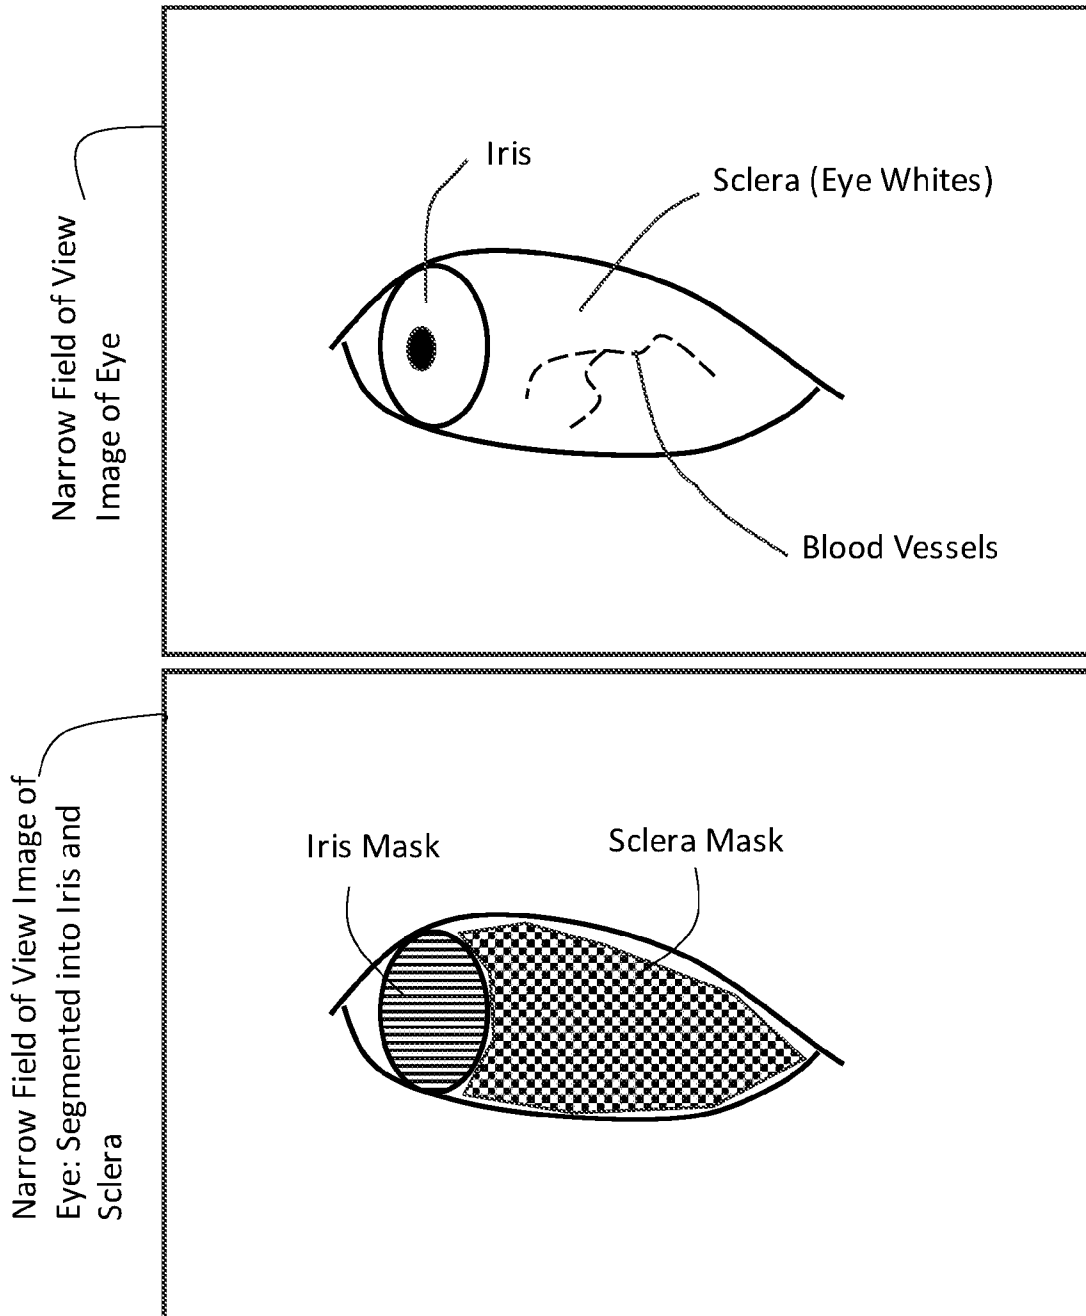 Narrow Field of View
Image of Eye
Iris
Sclera (Eye Whites)
Blood Vessels
Narrow Field of View Image of
Eye: Segmented into Iris and
Sclera
Iris Mask
Sclera Mask